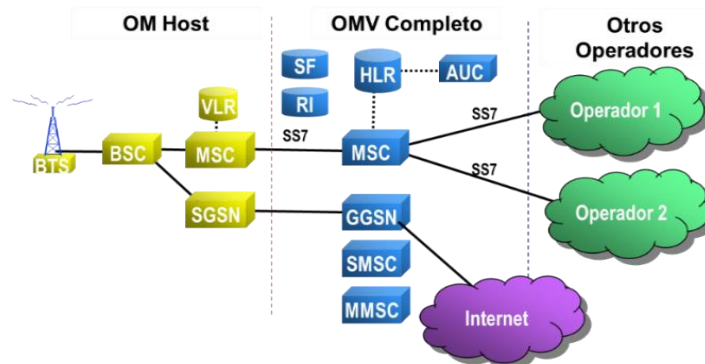 OM Host
OMV Completo
Otros
Operadores
SF
HLR
AUC
VLR
RI
SS7
Operador 1
BTS
BSC
MSC
SS7
MSC
SS7
Operador 2
SGSN
GGSN
SMSC
MMSC
Internet